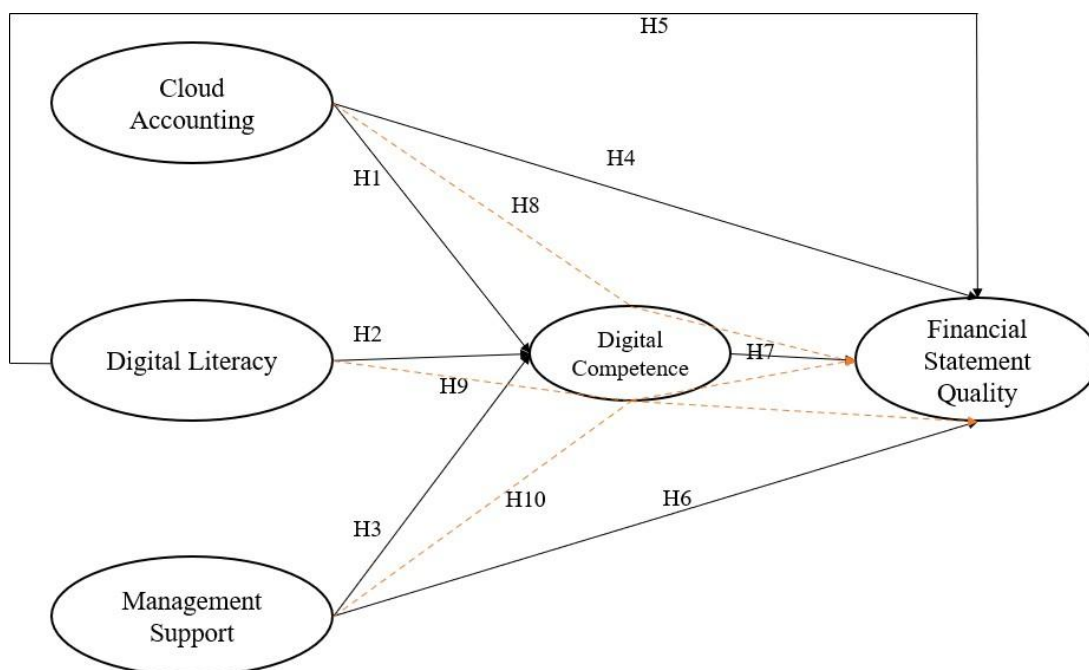 H5
Cloud
Accounting
H4
H1
H8
Digital Literacy
H2
H9
Digital
Competence
H7
Financial
Statement
Quality
H10
H6
H3
Management
Support